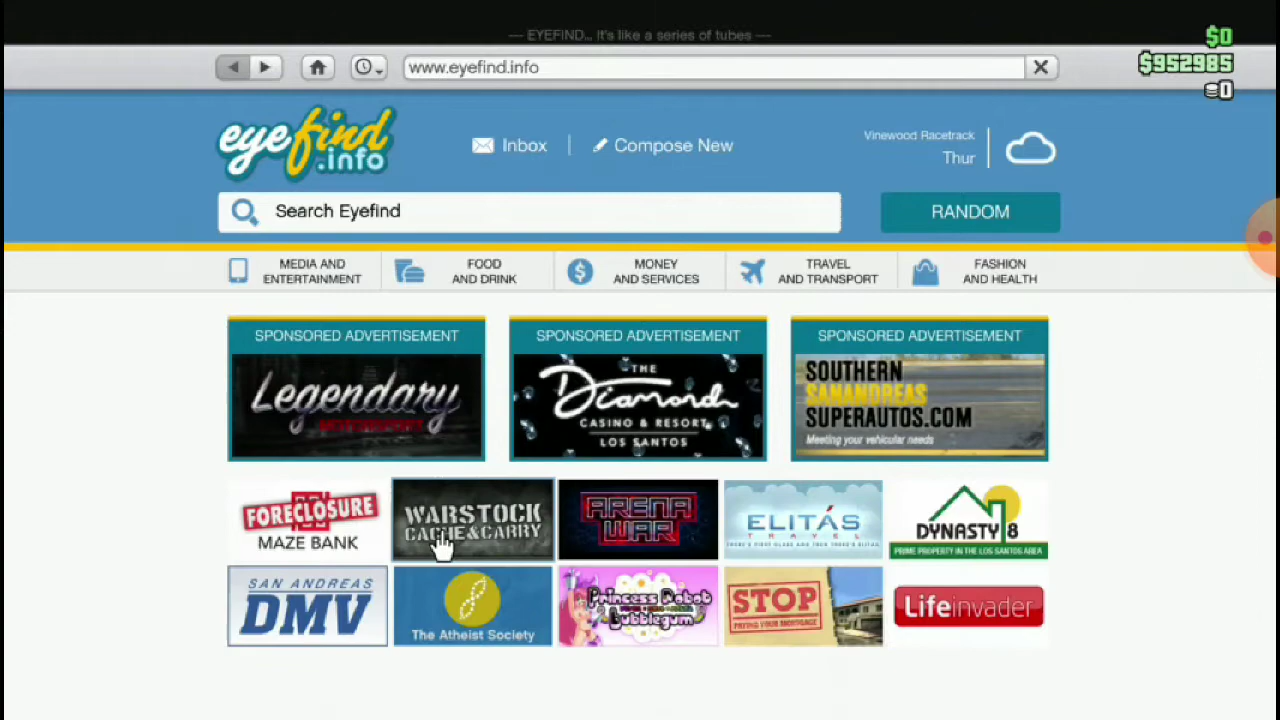 --- EYEFIND... It's like a series of tubes ---
$0
www.eyefind.info
$952985
0
eyefind
.info
Inbox
Compose New
Vinewood Racetrack
Thur
Search Eyefind
RANDOM
MEDIA AND
ENTERTAINMENT
FOOD
AND DRINK
MONEY
AND SERVICES
TRAVEL
AND TRANSPORT
FASHION
AND HEALTH
SPONSORED ADVERTISEMENT
Legendary
MOTORSPORT
SPONSORED ADVERTISEMENT
THE
Diamond
CASINO & RESORT
LOS SANTOS
SPONSORED ADVERTISEMENT
SOUTHERN
SANANDREAS
SUPERAUTOS.COM
Meeting your vehicular needs
FORECLOSURE
MAZE BANK
WARSTOCK
CACHE&CARRY
ARENA
WAR
ELITÁS
TRAVEL
DYNASTY 8
PRIME PROPERTY IN THE LOS SANTOS AREA
SAN ANDREAS
DMV
The Atheist Society
Princess Robot
Bubblegum
STOP
PAYING YOUR MORTGAGE
Lifeinvader